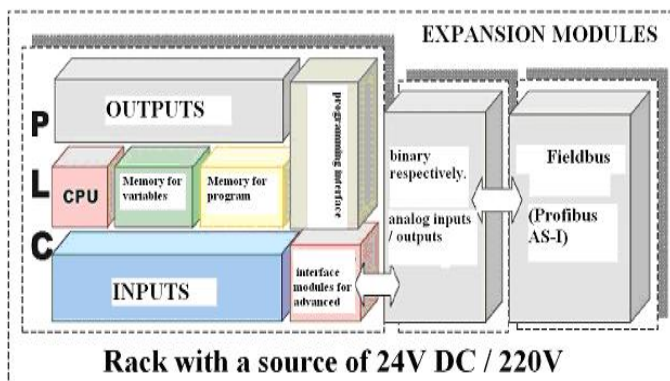 EXPANSION MODULES
P
L
C
OUTPUTS
programming interface
CPU
Memory for
variables
Memory for
program
INPUTS
interface
modules for
advanced
binary
respectively.
analog inputs
/ outputs
Fieldbus
(Profibus
AS-I)
Rack with a source of 24V DC / 220V